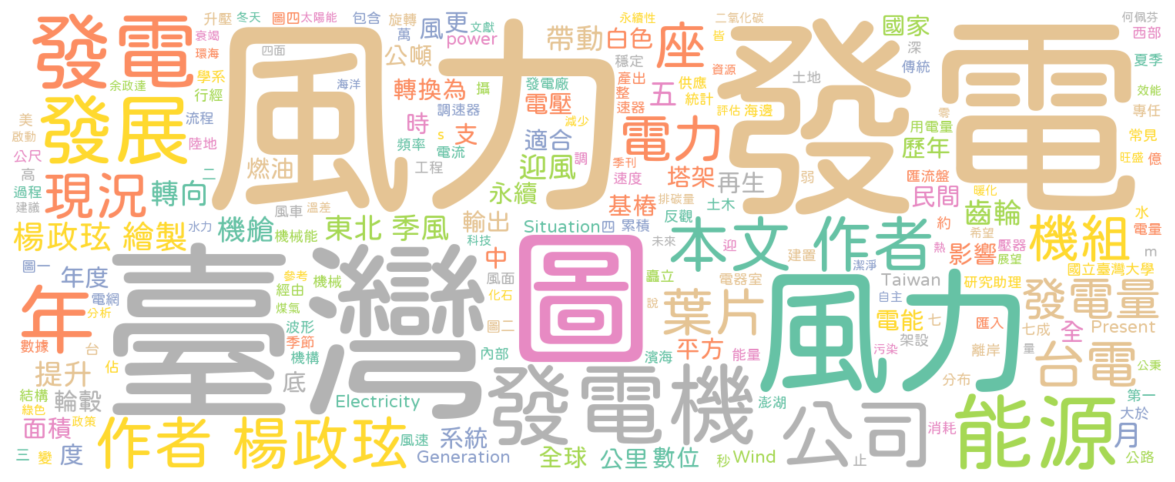 風力 發電
臺灣
圖
風力
發電
發展
年
發電機
公司
能源
現況
作者 楊政玹
本文 作者
機組
電力
座
葉片
發電量
台電
楊政玹 繪製
東北 季風
機艙
轉向
轉換為
公噸
帶動
白色
國家
民間
齒輪
歷年
影響
基樁
塔架
再生
永續
迎風
適合
電壓
五
支
時
風
更
power
燃油
輸出
中
底
度
系統
年度
提升
輪轂
面積
平方
電能
全
月
全球
公里
數位
Situation
Electricity
Generation
Wind
Taiwan
Present
升壓
冬天
圖四
太陽能
包含
旋轉
萬
文獻
永續性
二氧化碳
皆
何佩芬
西部
夏季
深
傳統
衰竭
環海
四面
余政達
學系
行經
海洋
調速器
發電廠
攝
穩定
產出
整
速器
供應
統計
資源
土地
評估
海邊
零
效能
專任
常見
用電量
美
啟動
流程
陸地
公尺
高
過程
建議
二
水力
風車
溫差
機械能
頻率
s
電流
工程
減少
調
季刊
速度
弱
排碳量
土木
匯流盤
旺盛
億
暖化
約
希望
水
電量
圖一
電網
分析
數據
台
佔
結構
綠色
政策
三
變
參考
經由
煤氣
機械
波形
季節
機構
內部
科技
風面
化石
圖二
四
累積
未來
反觀
迎
矗立
說
建置
電器室
潔淨
熱
壓器
展望
m
國立臺灣大學
研究助理
自主
七
匯入
七成
架設
量
離岸
公秉
濱海
能量
污染
分布
第一
大於
澎湖
消耗
風速
秒
止
公路